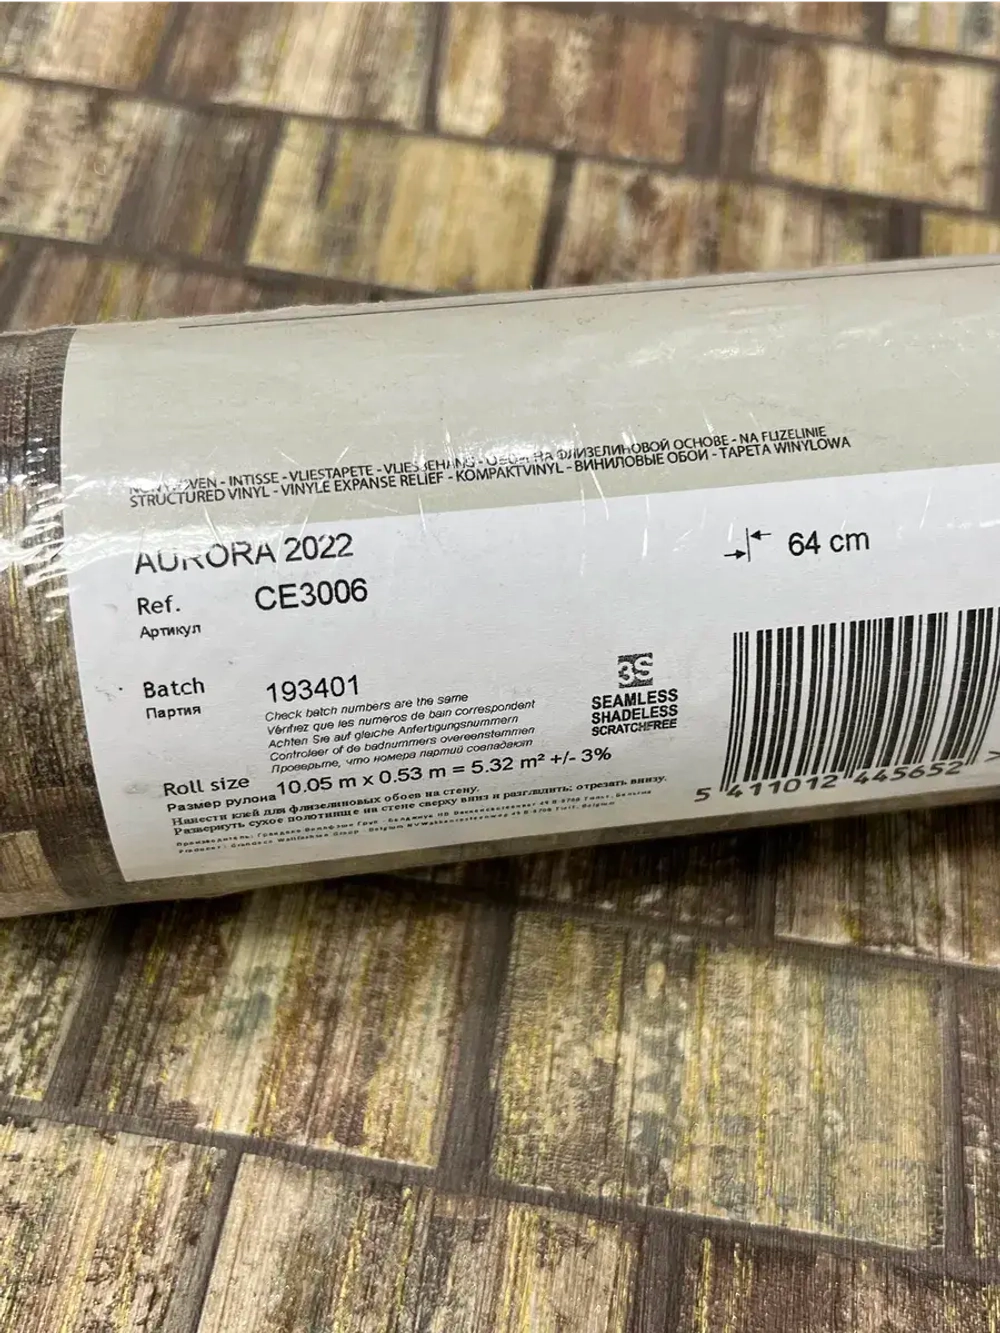 INTISSE - VLIESTAPETE - НА ФЛИЗЕЛИНОВОЙ ОСНОВЕ - NA FLIZELINIE
STRUCTURED VINYL - VINYLE EXPANSE RELIEF - KOMPAKTVINYL - ВИНИЛОВЫЕ ОБОИ - TAPETA WINYLOWA
AURORA 2022
64 cm
Ref. CE3006
Артикул
Batch 193401
Партия
Check batch numbers are the same
Vérifiez que les numéros de bain correspondent
Achten Sie auf gleiche Anfertigungsnummern
Controleer of de badnummers overeenstemmen
Проверьте, что номера партий совпадают
3S
SEAMLESS
SHADELESS
SCRATCHFREE
Roll size 10.05 m x 0.53 m = 5.32 m² +/- 3%
Размер рулона
Нанести клей для флизелиновых обоев на стену.
Развернуть сухое полотнище на стене сверху вниз и разгладить; отрезать внизу.
5 411012 445652 >